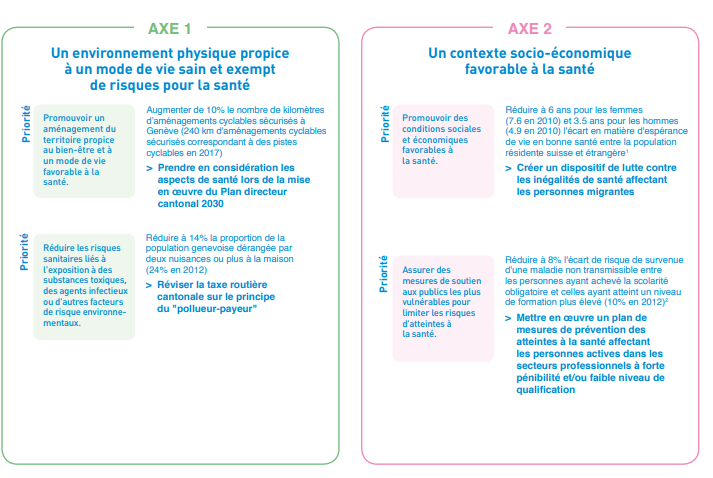 AXE 1
Un environnement physique propice
à un mode de vie sain et exempt
de risques pour la santé
Priorité
Promouvoir un
aménagement du
territoire propice
au bien-être et à
un mode de vie
favorable à la
santé.
Augmenter de 10% le nombre de kilomètres
d'aménagements cyclables sécurisés à
Genève (240 km d'aménagements cyclables
sécurisés correspondant à des pistes
cyclables en 2017)
> Prendre en considération les
aspects de santé lors de la mise
en œuvre du Plan directeur
cantonal 2030
Priorité
Réduire les risques
sanitaires liés à
l'exposition à des
substances toxiques,
des agents infectieux
ou d'autres facteurs
de risque environne-
mentaux.
Réduire à 14% la proportion de la
population genevoise dérangée par
deux nuisances ou plus à la maison
(24% en 2012)
> Réviser la taxe routière
cantonale sur le principe
du "pollueur-payeur"
AXE 2
Un contexte socio-économique
favorable à la santé
Priorité
Promouvoir des
conditions sociales
et économiques
favorables à
la santé.
Réduire à 6 ans pour les femmes
(7.6 en 2010) et 3.5 ans pour les hommes
(4.9 en 2010) l'écart en matière d'espérance
de vie en bonne santé entre la population
résidente suisse et étrangère¹
> Créer un dispositif de lutte contre
les inégalités de santé affectant
les personnes migrantes
Priorité
Assurer des
mesures de soutien
aux publics les plus
vulnérables pour
limiter les risques
d'atteintes à
la santé.
Réduire à 8% l'écart de risque de survenue
d'une maladie non transmissible entre
les personnes ayant achevé la scolarité
obligatoire et celles ayant atteint un niveau
de formation plus élevé (10% en 2012)²
> Mettre en œuvre un plan de
mesures de prévention des
atteintes à la santé affectant
les personnes actives dans les
secteurs professionnels à forte
pénibilité et/ou faible niveau de
qualification